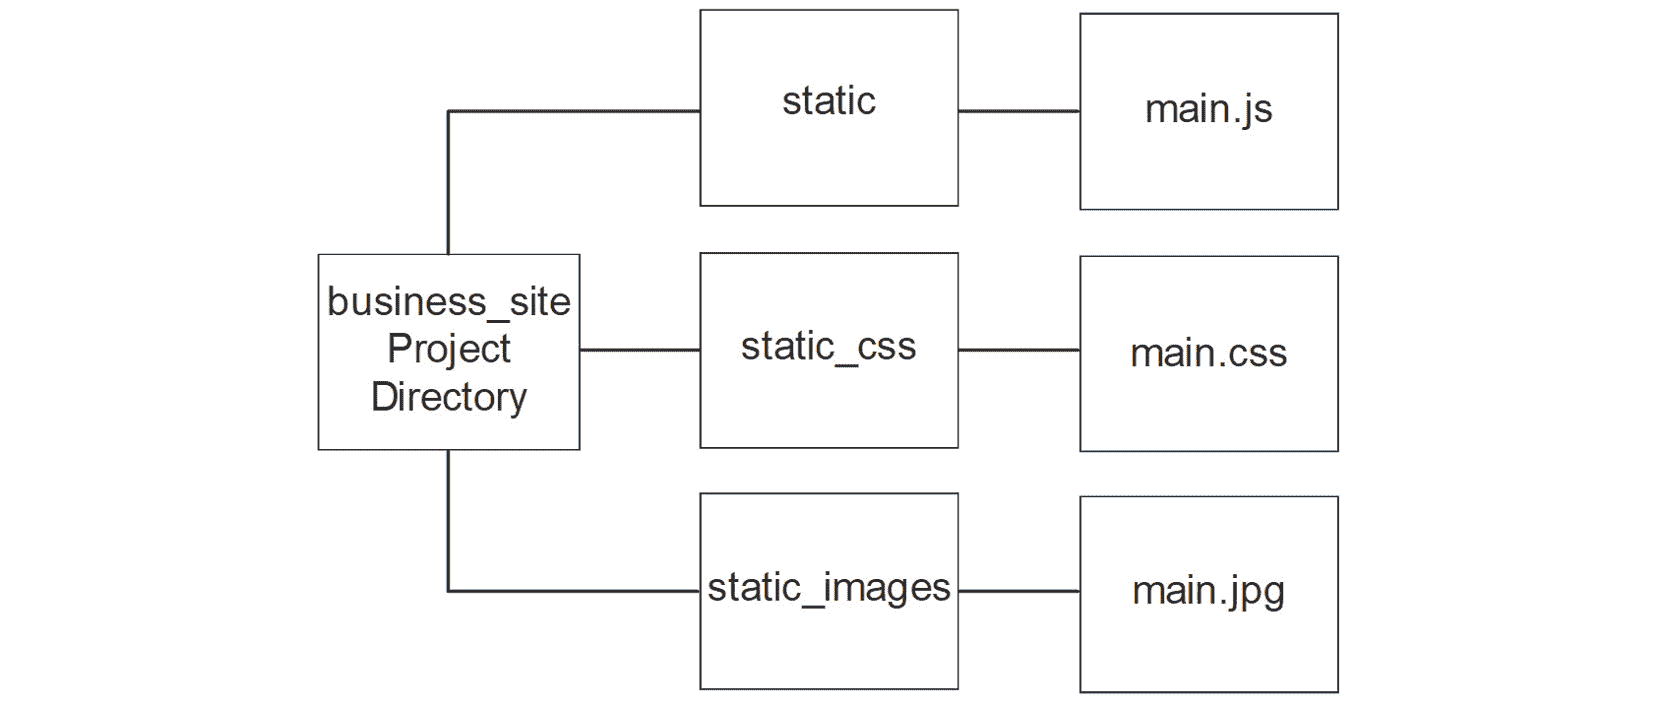 static
main.js
business_site
Project
Directory
static_css
main.css
static_images
main.jpg